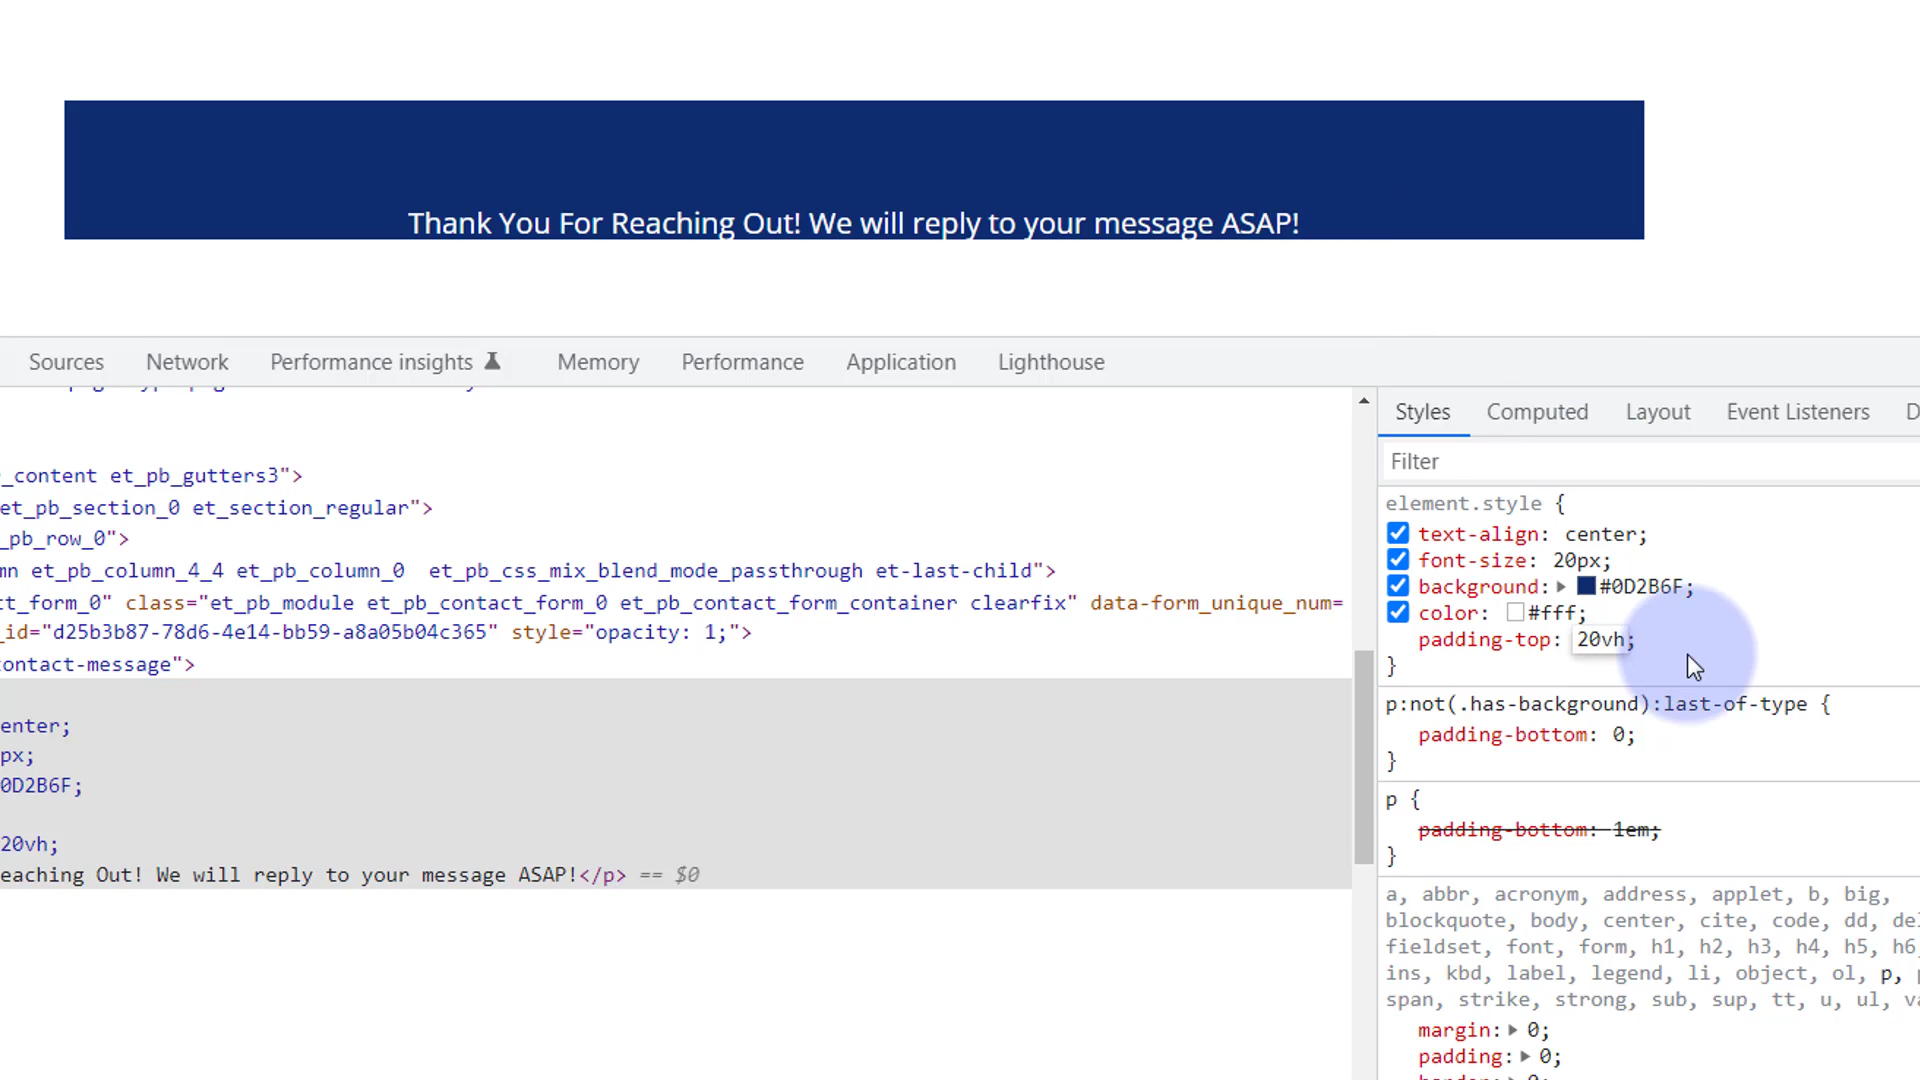 Thank You For Reaching Out! We will reply to your message ASAP!
Sources Network Performance insights Memory Performance Application Lighthouse
_content et_pb_gutters3">
et_pb_section_0 et_section_regular">
_pb_row_0">
mn et_pb_column_4_4 et_pb_column_0  et_pb_css_mix_blend_mode_passthrough et-last-child">
ct_form_0" class="et_pb_module et_pb_contact_form_0 et_pb_contact_form_container clearfix" data-form_unique_num=
_id="d25b3b87-78d6-4e14-bb59-a8a05b04c365" style="opacity: 1;">
contact-message">
enter;
px;
0D2B6F;
20vh;
eaching Out! We will reply to your message ASAP!</p> == $0
Styles Computed Layout Event Listeners D
Filter
element.style {
text-align: center;
font-size: 20px;
background: #0D2B6F;
color: #fff;
padding-top: 20vh;
}
p:not(.has-background):last-of-type {
padding-bottom: 0;
}
p {
padding-bottom: 1em;
}
a, abbr, acronym, address, applet, b, big,
blockquote, body, center, cite, code, dd, del
fieldset, font, form, h1, h2, h3, h4, h5, h6,
ins, kbd, label, legend, li, object, ol, p, p
span, strike, strong, sub, sup, tt, u, ul, va
margin: 0;
padding: 0;